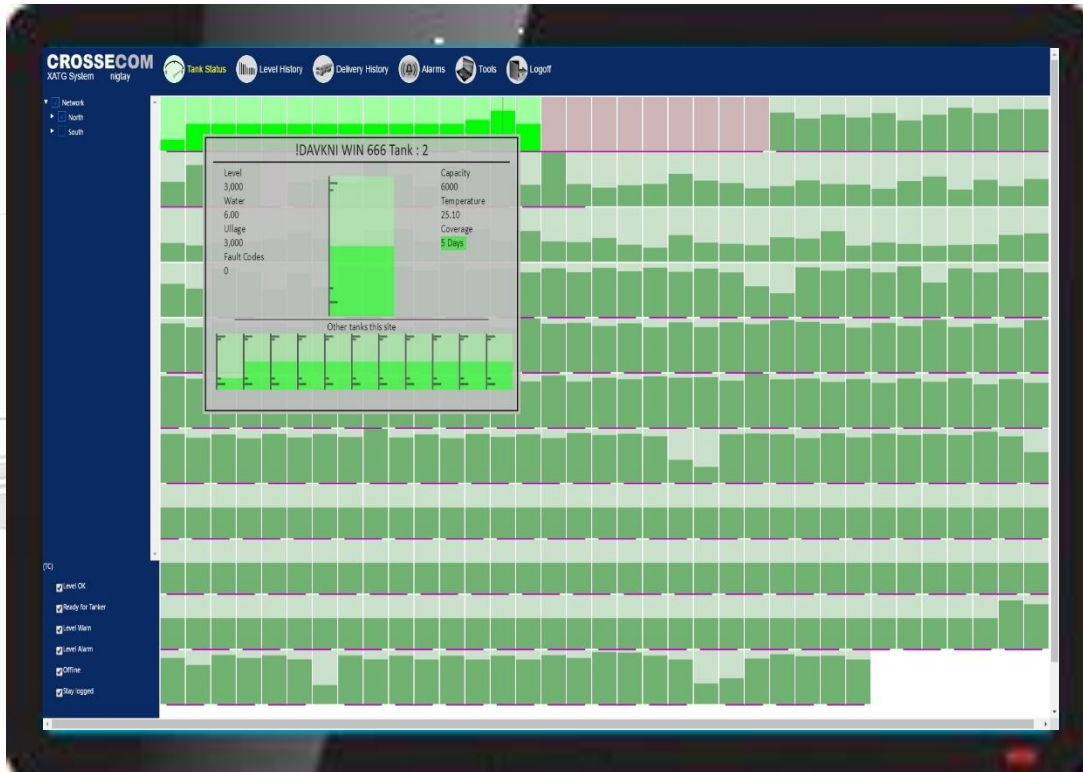 CROSSECOM
XATG System nigtay
Tank Status
Level History
Delivery History
Alarms
Tools
Logoff
Network
North
South
!DAVKNI WIN 666 Tank : 2
Level
3,000
Water
6.00
Ullage
3,000
Fault Codes
0
Capacity
6000
Temperature
25.10
Coverage
5 Days
Other tanks this site
(TC)
Level OK
Ready for Tanker
Level Warn
Level Alarm
Offline
Stay logged